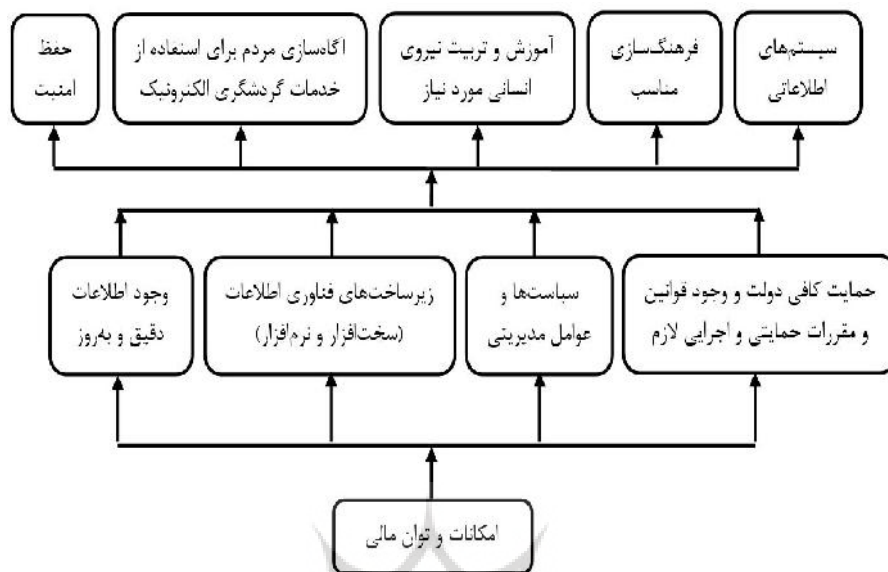 سیستم‌های
اطلاعاتی
فرهنگ‌سازی
مناسب
آموزش و تربیت نیروی
انسانی مورد نیاز
آگاه‌سازی مردم برای استفاده از
خدمات گردشگری الکترونیک
حفظ
امنیت
حمایت کافی دولت و وجود قوانین
و مقررات حمایتی و اجرایی لازم
سیاست‌ها و
عوامل مدیریتی
زیرساخت‌های فناوری اطلاعات
(سخت‌افزار و نرم‌افزار)
وجود اطلاعات
دقیق و به‌روز
امکانات و توان مالی